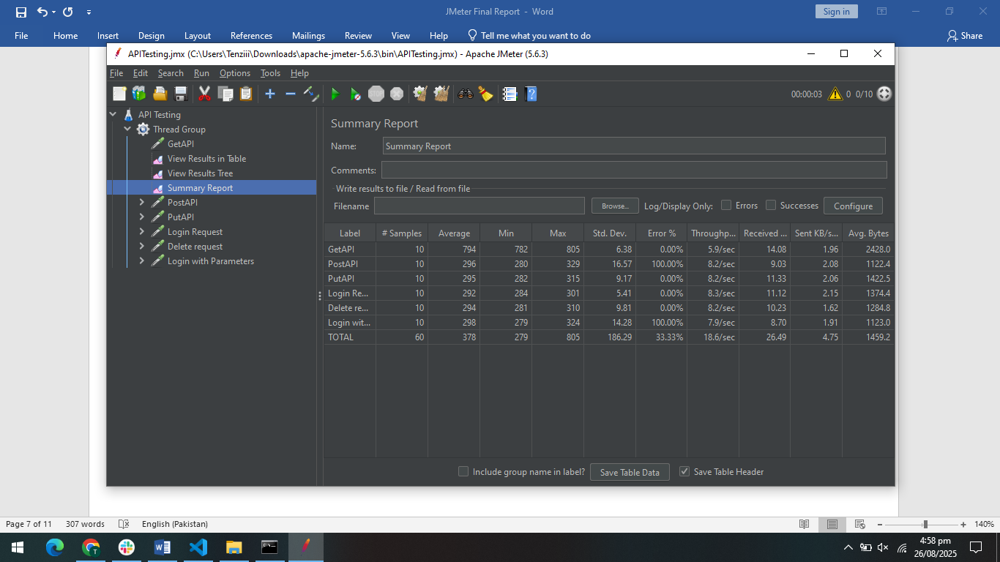 JMeter Final Report - Word
Sign in
File Home Insert Design Layout References Mailings Review View Help Tell me what you want to do Share
APITesting.jmx (C:\Users\Tenziii\Downloads\apache-jmeter-5.6.3\bin\APITesting.jmx) - Apache JMeter (5.6.3)
File Edit Search Run Options Tools Help
STOP
00:00:03 0 0/10
API Testing
Thread Group
GetAPI
View Results in Table
View Results Tree
Summary Report
PostAPI
PutAPI
Login Request
Delete request
Login with Parameters
Summary Report
Name: Summary Report
Comments:
Write results to file / Read from file
Filename Browse... Log/Display Only: Errors Successes Configure
Label # Samples Average Min Max Std. Dev. Error % Throughp... Received ... Sent KB/s... Avg. Bytes
GetAPI 10 794 782 805 6.38 0.00% 5.9/sec 14.08 1.96 2428.0
PostAPI 10 296 280 329 16.57 100.00% 8.2/sec 9.03 2.08 1122.4
PutAPI 10 295 282 315 9.17 0.00% 8.2/sec 11.33 2.06 1422.5
Login Re... 10 292 284 301 5.41 0.00% 8.3/sec 11.12 2.15 1374.4
Delete re... 10 294 281 310 9.81 0.00% 8.2/sec 10.23 1.62 1284.8
Login wit... 10 298 279 324 14.28 100.00% 7.9/sec 8.70 1.91 1123.0
TOTAL 60 378 279 805 186.29 33.33% 18.6/sec 26.49 4.75 1459.2
Include group name in label? Save Table Data Save Table Header
Page 7 of 11 307 words English (Pakistan) 140%
4:58 pm
26/08/2025